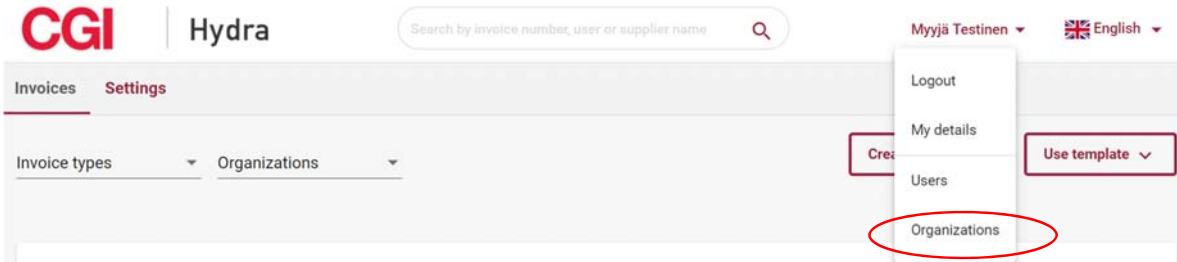 CGI Hydra Search by invoice number, user or supplier name Myyjä Testinen English
Logout
Invoices Settings
My details
Invoice types Organizations Use template
Users
Organizations